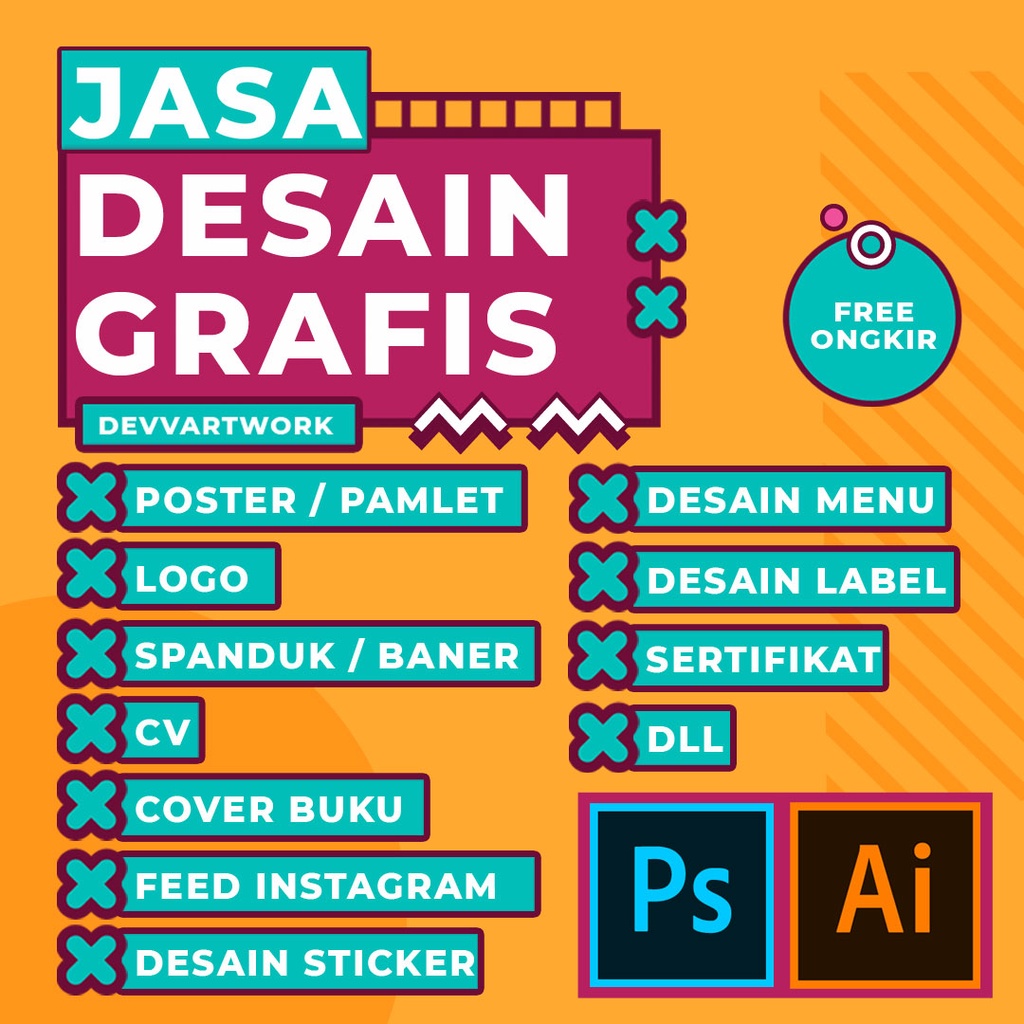 JASA
DESAIN
GRAFIS
DEVVARTWORK
FREE
ONGKIR
POSTER / PAMLET
LOGO
SPANDUK / BANER
CV
COVER BUKU
FEED INSTAGRAM
DESAIN STICKER
DESAIN MENU
DESAIN LABEL
SERTIFIKAT
DLL
Ps
Ai